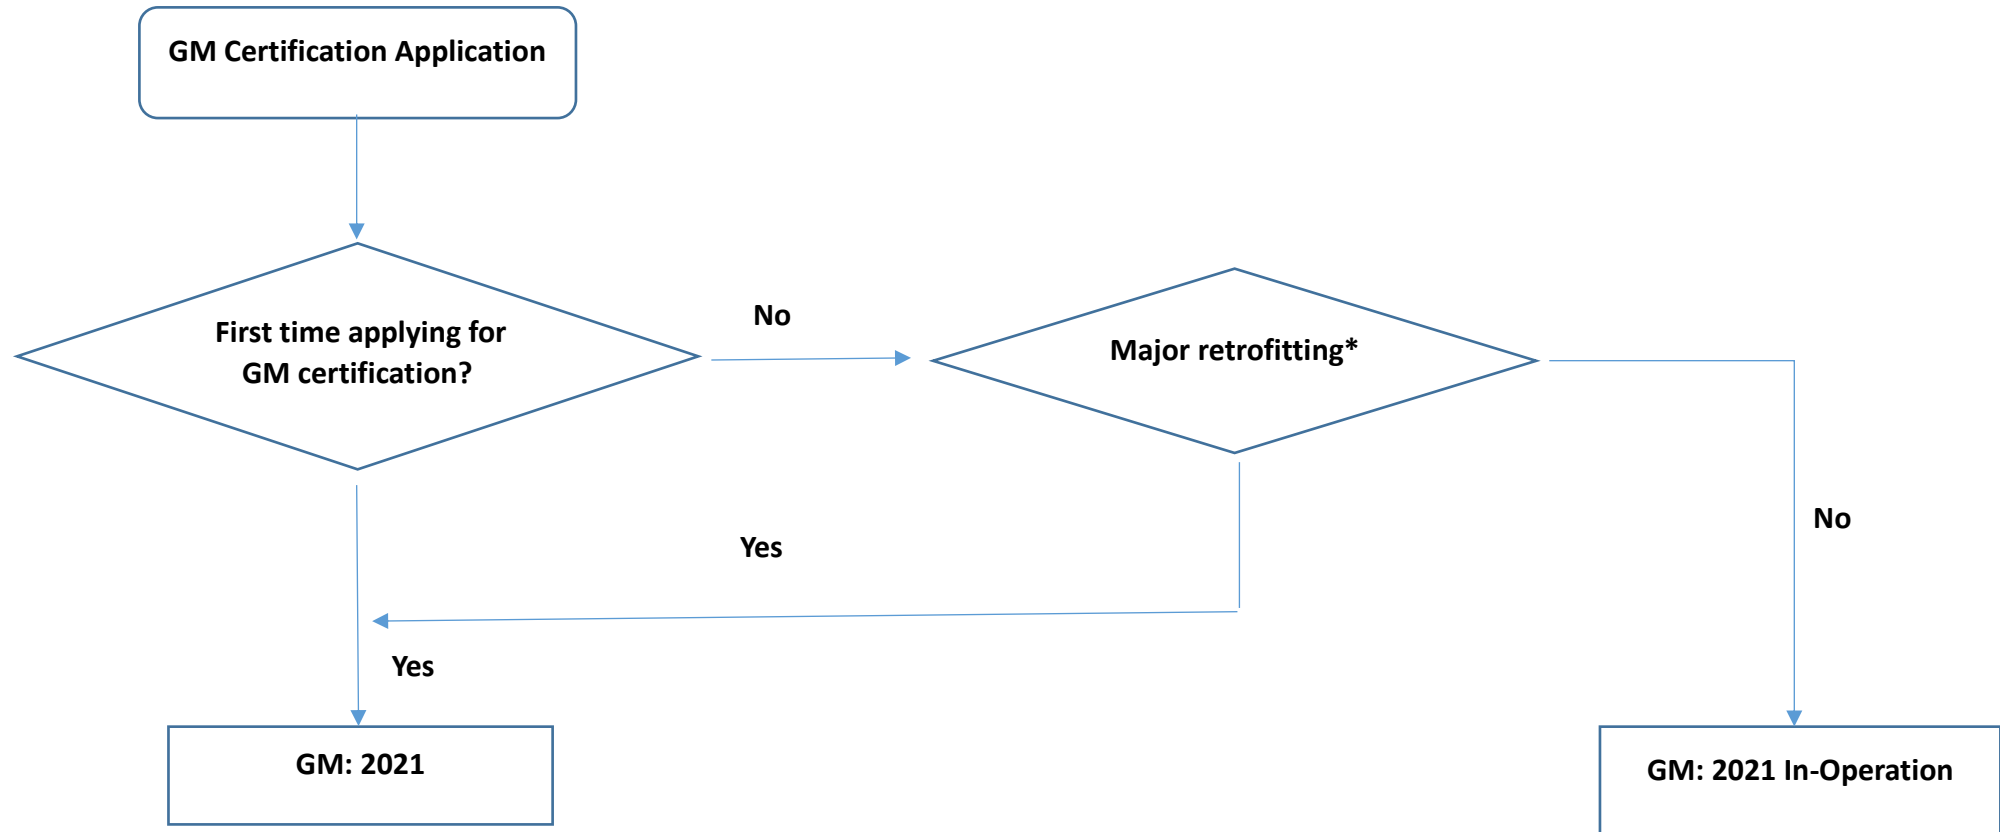 GM Certification Application
First time applying for
GM certification?
No
Major retrofitting*
No
Yes
Yes
GM: 2021
GM: 2021 In-Operation